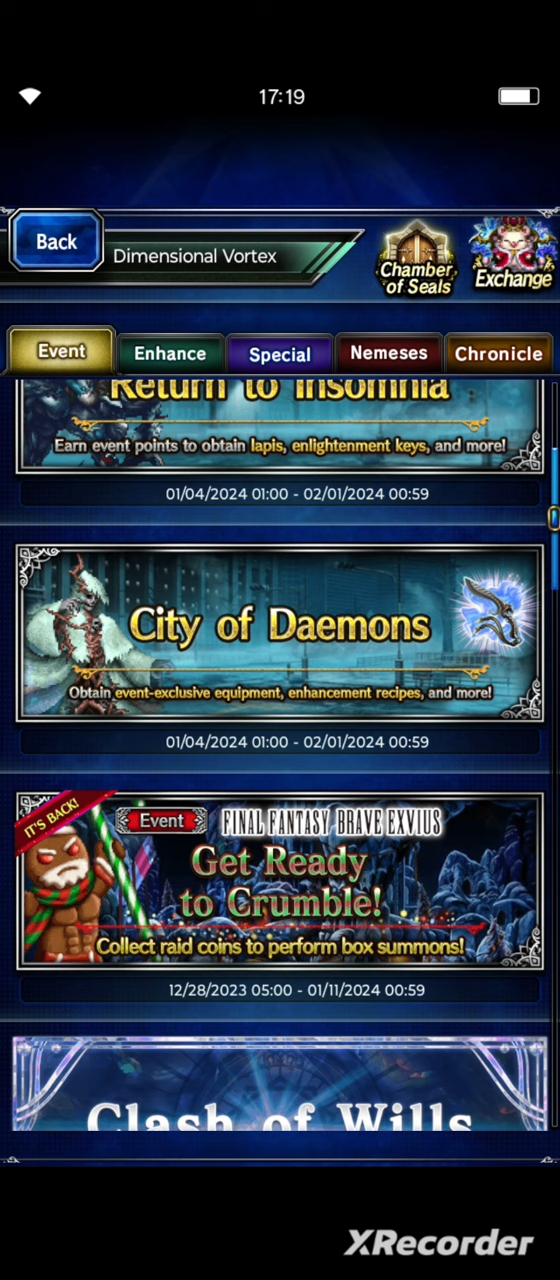 17:19
Back
Dimensional Vortex
Chamber of Seals
Exchange
Event
Enhance
Special
Nemeses
Chronicle
Return to Insomnia
Earn event points to obtain lapis, enlightenment keys, and more!
01/04/2024 01:00 - 02/01/2024 00:59
City of Daemons
Obtain event-exclusive equipment, enhancement recipes, and more!
01/04/2024 01:00 - 02/01/2024 00:59
IT'S BACK!
Event
FINAL FANTASY BRAVE EXVIUS
Get Ready
to Crumble!
Collect raid coins to perform box summons!
12/28/2023 05:00 - 01/11/2024 00:59
Clash of Wills
XRecorder